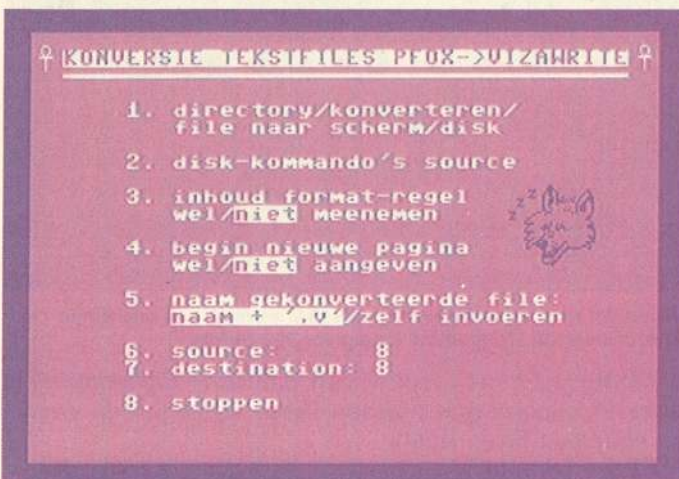 KONVERSIE TEKSTFILES PFOX->VIZAWRITE
1. directory/konverteren/
file naar scherm/disk
2. disk-kommando's source
3. inhoud format-regel
wel/niet meenemen
z z z
4. begin nieuwe pagina
wel/niet aangeven
5. naam gekonverteerde file:
naam + '.v'/zelf invoeren
6. source: 8
7. destination: 8
8. stoppen